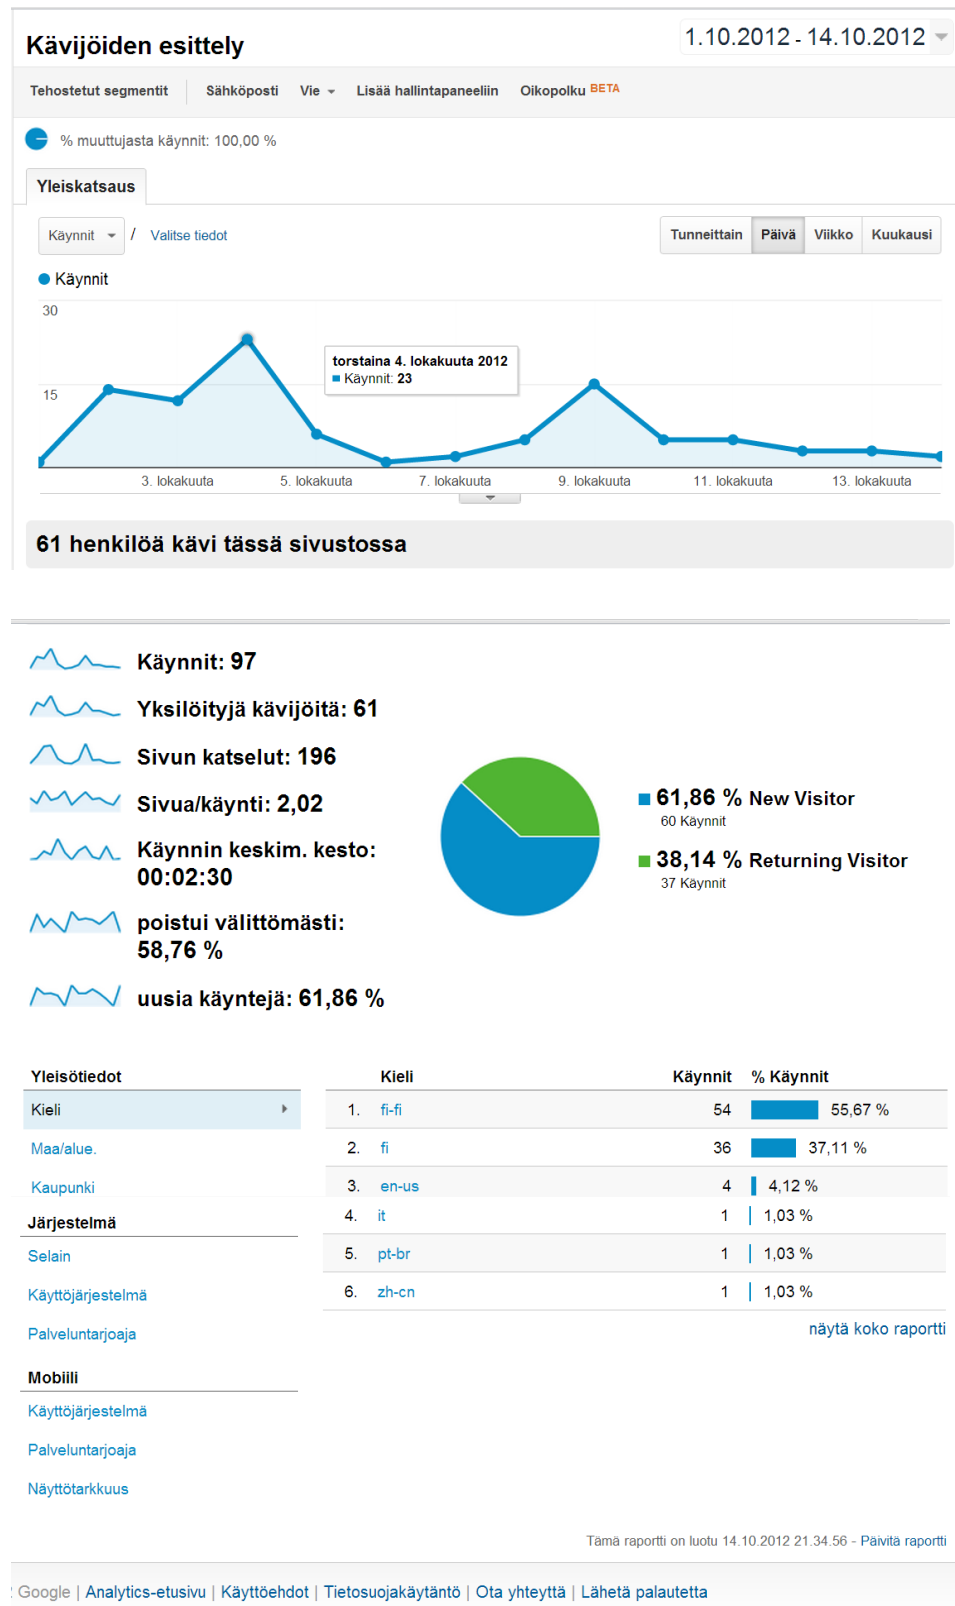 Kävijöiden esittely
1.10.2012 - 14.10.2012
Tehostetut segmentit Sähköposti Vie Lisää hallintapaneeliin Oikopolku BETA
% muuttujasta käynnit: 100,00 %
Yleiskatsaus
Käynnit / Valitse tiedot Tunneittain Päivä Viikko Kuukausi
Käynnit
30
torstaina 4. lokakuuta 2012
Käynnit: 23
15
3. lokakuuta 5. lokakuuta 7. lokakuuta 9. lokakuuta 11. lokakuuta 13. lokakuuta
61 henkilöä kävi tässä sivustossa
Käynnit: 97
Yksilöityjä kävijöitä: 61
Sivun katselut: 196
Sivua/käynti: 2,02
Käynnin keskim. kesto:
00:02:30
poistui välittömästi:
58,76 %
uusia käyntejä: 61,86 %
61,86 % New Visitor
60 Käynnit
38,14 % Returning Visitor
37 Käynnit
Yleisötiedot
Kieli
Maa/alue.
Kaupunki
Järjestelmä
Selain
Käyttöjärjestelmä
Palveluntarjoaja
Mobiili
Käyttöjärjestelmä
Palveluntarjoaja
Näyttötarkkuus
Kieli Käynnit % Käynnit
1. fi-fi 54 55,67 %
2. fi 36 37,11 %
3. en-us 4 4,12 %
4. it 1 1,03 %
5. pt-br 1 1,03 %
6. zh-cn 1 1,03 %
näytä koko raportti
Tämä raportti on luotu 14.10.2012 21.34.56 - Päivitä raportti
Google | Analytics-etusivu | Käyttöehdot | Tietosuojakäytäntö | Ota yhteyttä | Lähetä palautetta